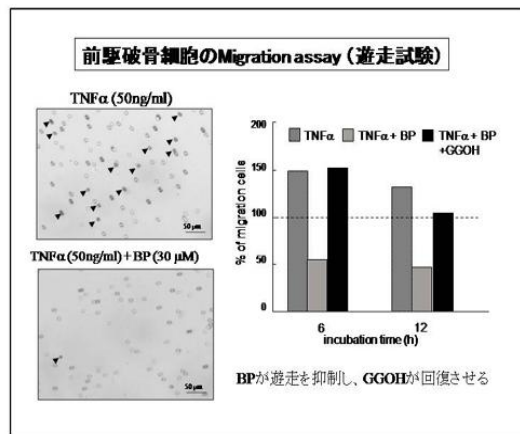 前駆破骨細胞のMigration assay（遊走試験）
TNFα (50ng/ml)
50 μm
TNFα (50ng/ml) + BP (30 μM)
50 μm
% of migration cells
200
150
100
50
0
TNFα
TNFα + BP
TNFα + BP
+GGOH
6
12
incubation time (h)
BPが遊走を抑制し、GGOHが回復させる